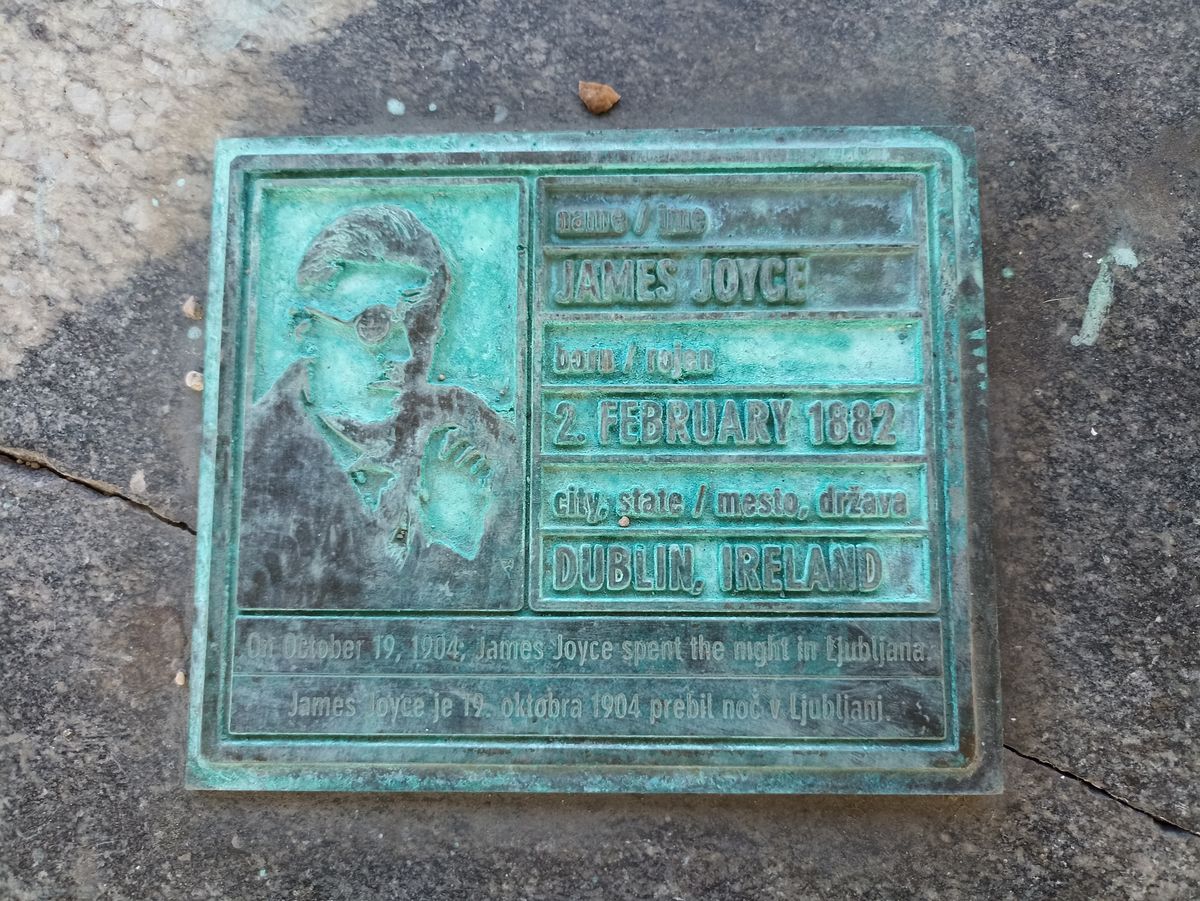 name / ime
JAMES JOYCE
born / rojen
2. FEBRUARY 1882
city, state / mesto, država
DUBLIN, IRELAND
On October 19, 1904, James Joyce spent the night in Ljubljana.
James Joyce je 19. oktobra 1904 prebil noč v Ljubljani.